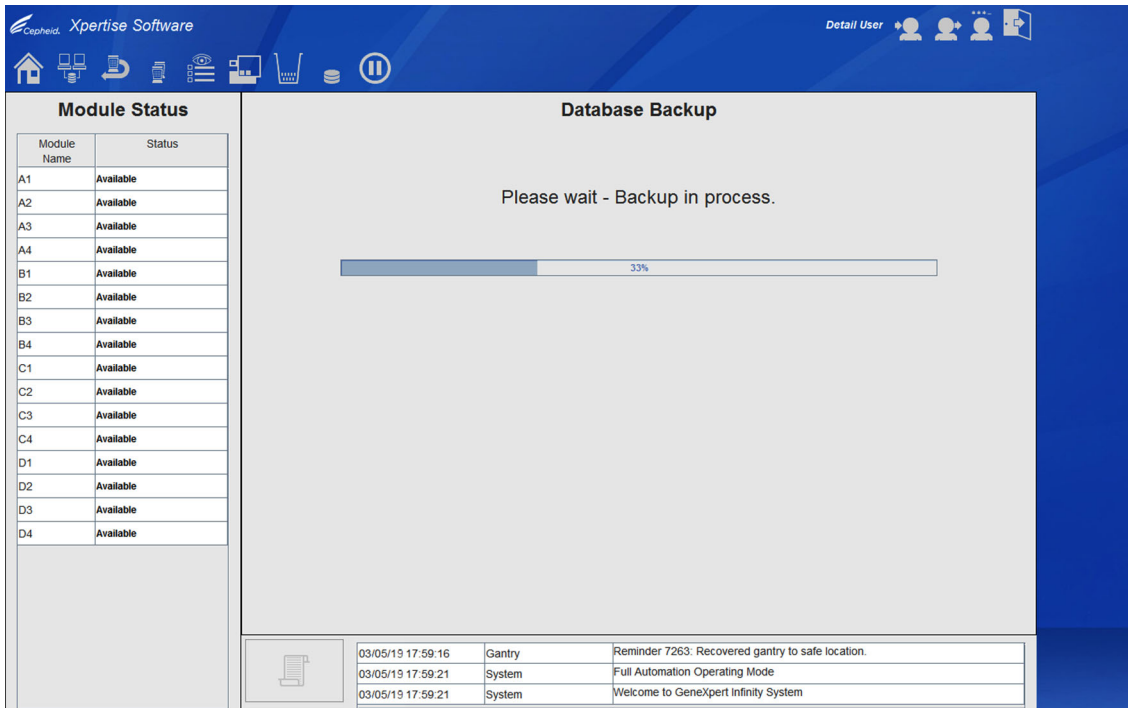 Cepheid. Xpertise Software
Detail User
Module Status
Module Name Status
A1 Available
A2 Available
A3 Available
A4 Available
B1 Available
B2 Available
B3 Available
B4 Available
C1 Available
C2 Available
C3 Available
C4 Available
D1 Available
D2 Available
D3 Available
D4 Available
Database Backup
Please wait - Backup in process.
33%
03/05/19 17:59:16 Gantry Reminder 7263: Recovered gantry to safe location.
03/05/19 17:59:21 System Full Automation Operating Mode
03/05/19 17:59:21 System Welcome to GeneXpert Infinity System